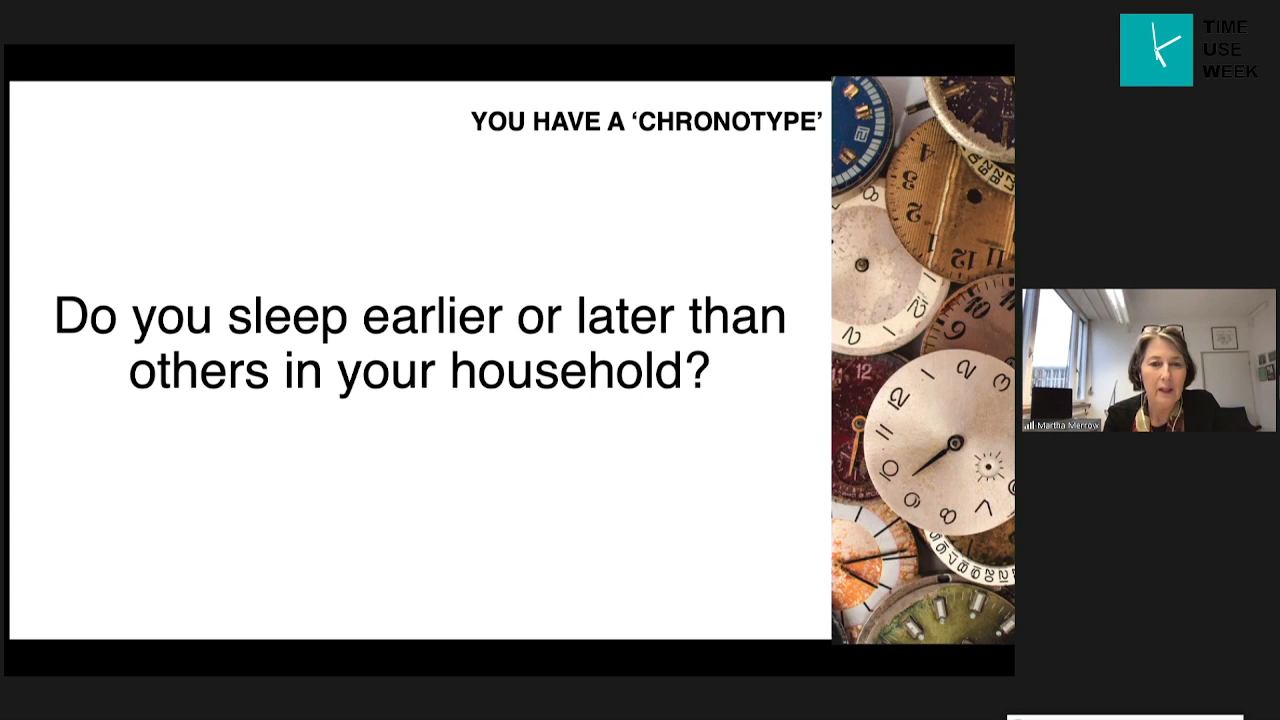 TIME
USE
WEEK
YOU HAVE A ‘CHRONOTYPE’
Do you sleep earlier or later than
others in your household?
Martha Merrow